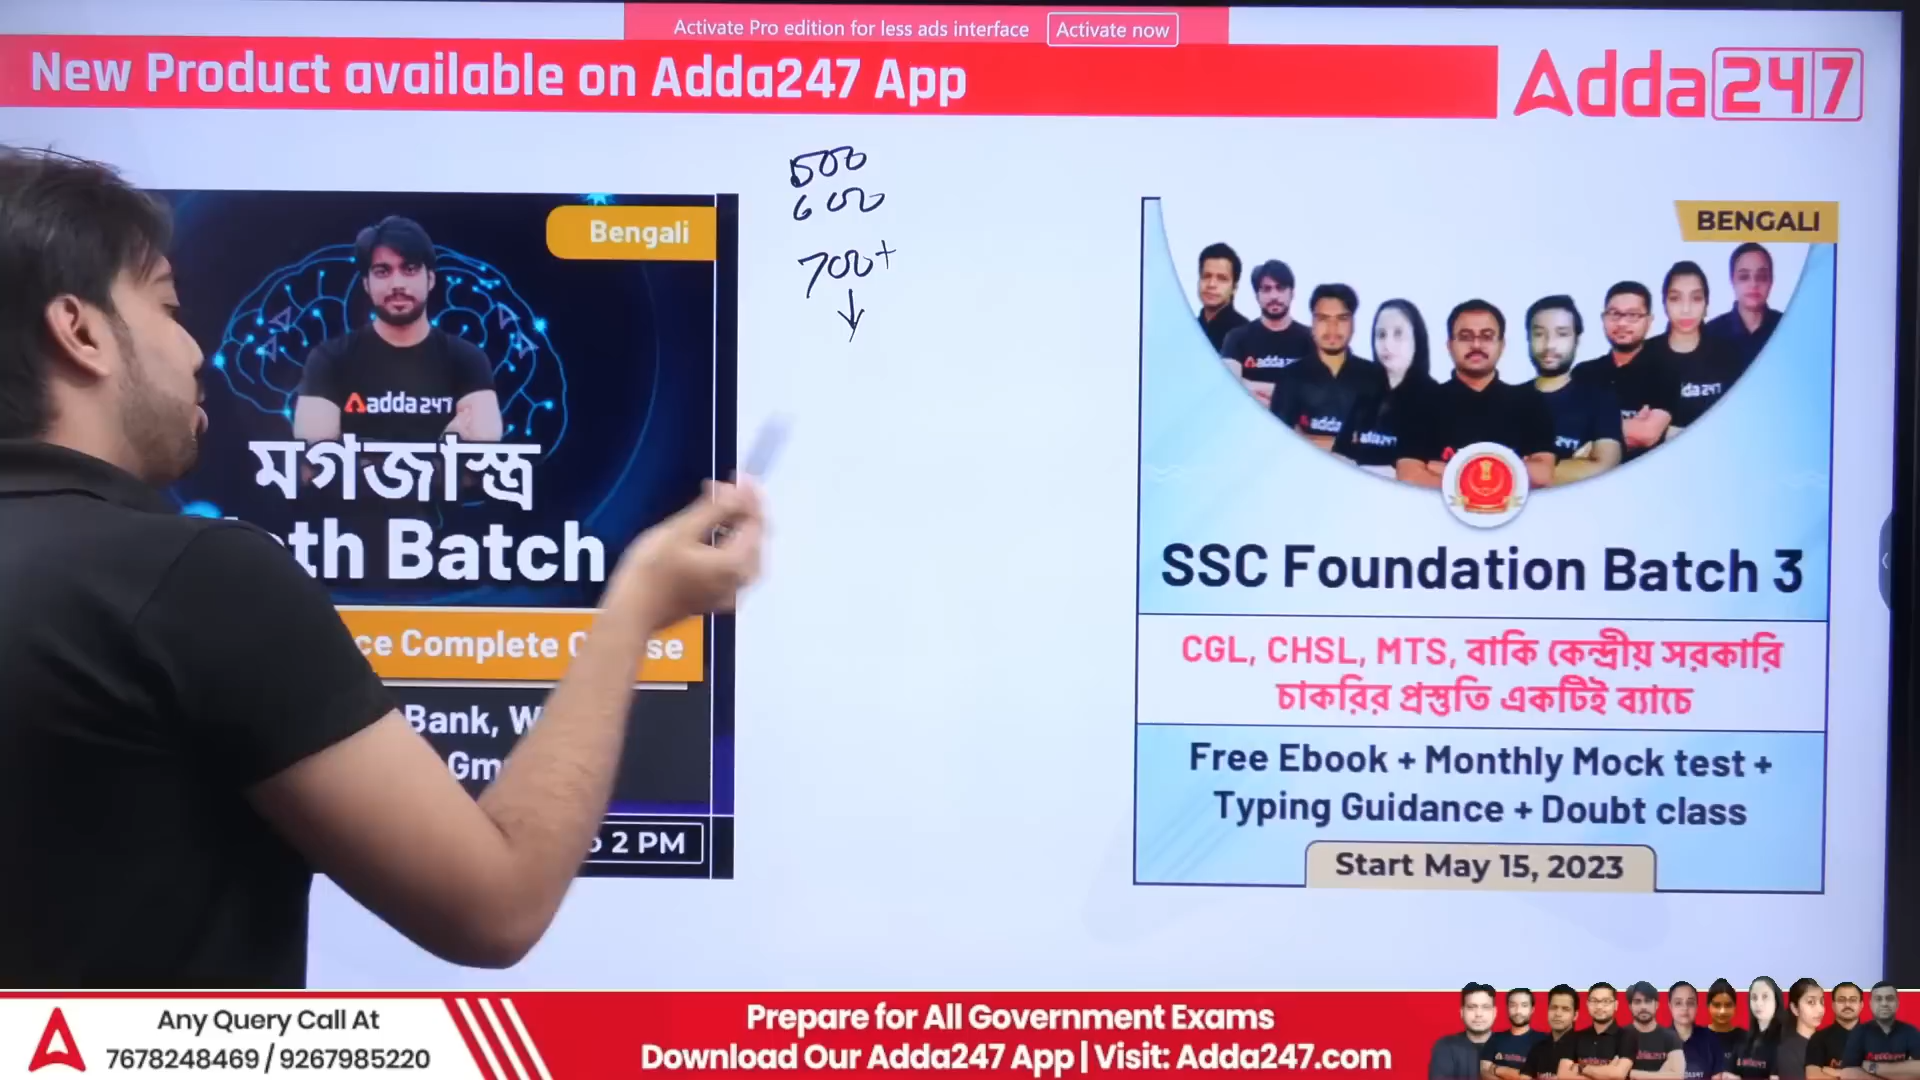 Activate Pro edition for less ads interface Activate now
New Product available on Adda247 App
Adda247
500
600
700+
Bengali
adda247
মগজাস্ত্র
Batch
Complete
Bank,
2 PM
BENGALI
SSC Foundation Batch 3
CGL, CHSL, MTS, বাকি কেন্দ্রীয় সরকারি
চাকরির প্রস্তুতি একটিই ব্যাচে
Free Ebook + Monthly Mock test +
Typing Guidance + Doubt class
Start May 15, 2023
Any Query Call At
7678248469 / 9267985220
Prepare for All Government Exams
Download Our Adda247 App | Visit: Adda247.com